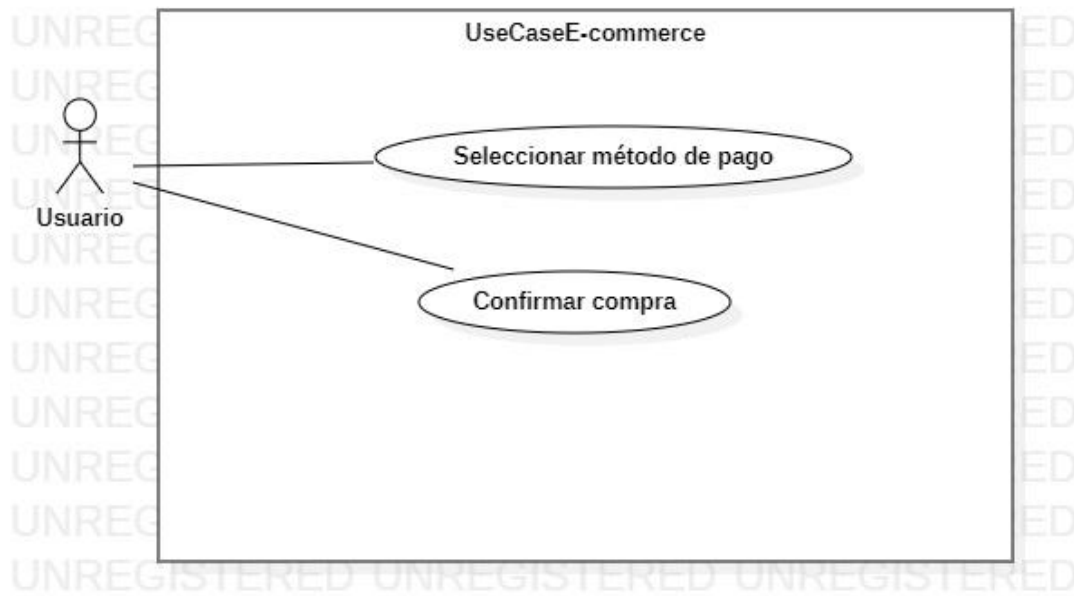 UseCaseE-commerce
Seleccionar método de pago
Usuario
Confirmar compra
UNREGISTERED UNREGISTERED UNREGISTERED